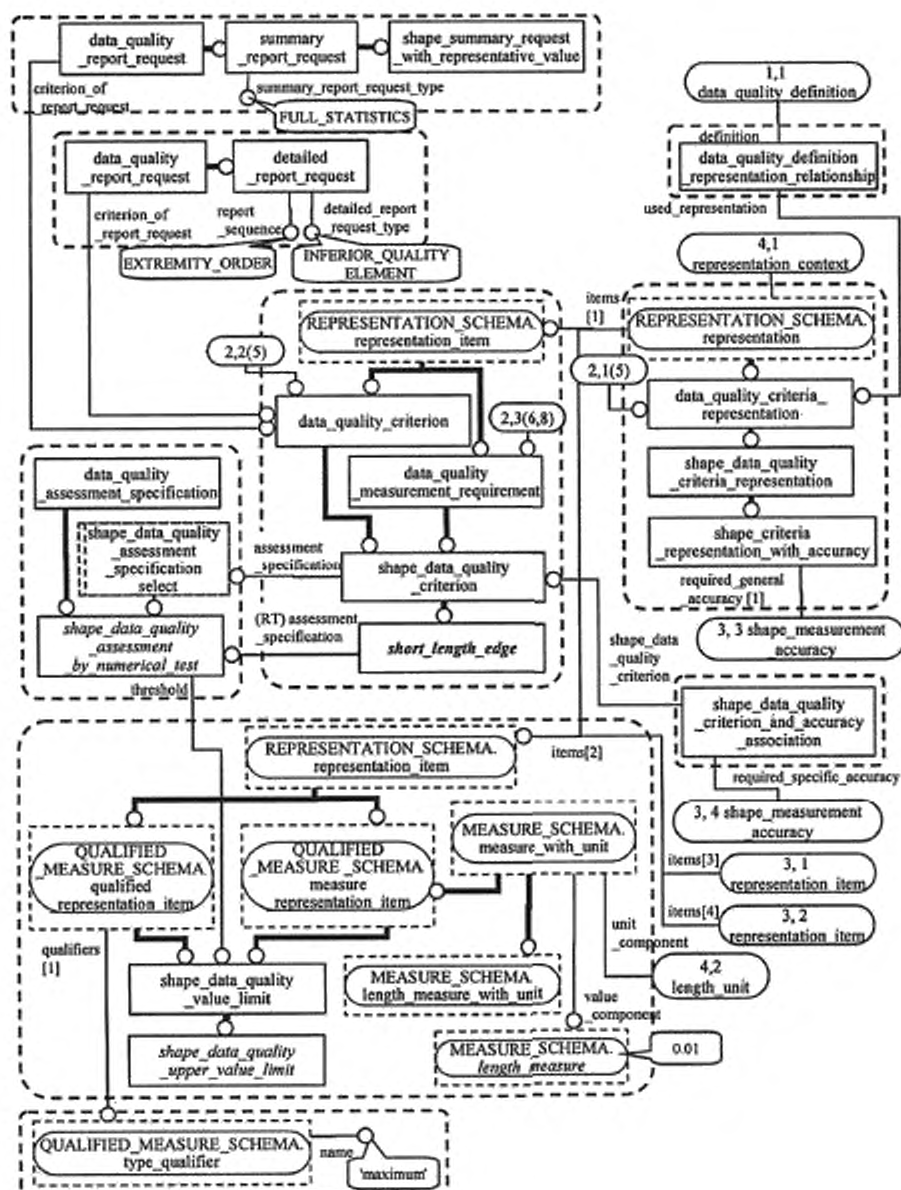 data_quality
_report_request
summary
_report_request
shape_summary_request
_with_representative_value
criterion_of
_report_request
summary_report_request_type
FULL_STATISTICS
1,1
data_quality_definition
definition
data_quality_definition
_representation_relationship
used_representation
data_quality
_report_request
detailed
_report_request
criterion_of
_report_request
report
_sequence
detailed_report
request_type
EXTREMITY_ORDER
INFERIOR_QUALITY
ELEMENT
4,1
representation_context
REPRESENTATION_SCHEMA.
representation_item
items
[1]
REPRESENTATION_SCHEMA.
representation
2,2(5)
2,1(5)
data_quality_criterion
2,3(6,8)
data_quality_criteria_
representation
data_quality
_measurement_requirement
shape_data_quality
_criteria_representation
data_quality
_assessment_specification
shape_data_quality
_assessment
_specification
select
assessment
_specification
shape_data_quality
_criterion
shape_criteria
_representation_with_accuracy
required_general
_accuracy [1]
shape_data_quality
_assessment
_by_numerical_test
(RT) assessment
_specification
short_length_edge
3, 3 shape_measurement
_accuracy
shape_data
_quality
_criterion
threshold
shape_data_quality
_criterion_and_accuracy
_association
REPRESENTATION_SCHEMA.
representation_item
items[2]
required_specific_accuracy
3, 4 shape_measurement
_accuracy
QUALIFIED
_MEASURE_SCHEMA.
qualified
_representation_item
QUALIFIED
_MEASURE_SCHEMA.
measure
_representation_item
MEASURE_SCHEMA.
measure_with_unit
items[3]
3, 1
representation_item
items[4]
3, 2
representation_item
qualifiers
[1]
unit
_component
shape_data_quality
_value_limit
MEASURE_SCHEMA.
length_measure_with_unit
4,2
length_unit
value
_component
shape_data_quality
_upper_value_limit
MEASURE_SCHEMA.
length_measure
0.01
QUALIFIED_MEASURE_SCHEMA.
type_qualifier
name
'maximum'